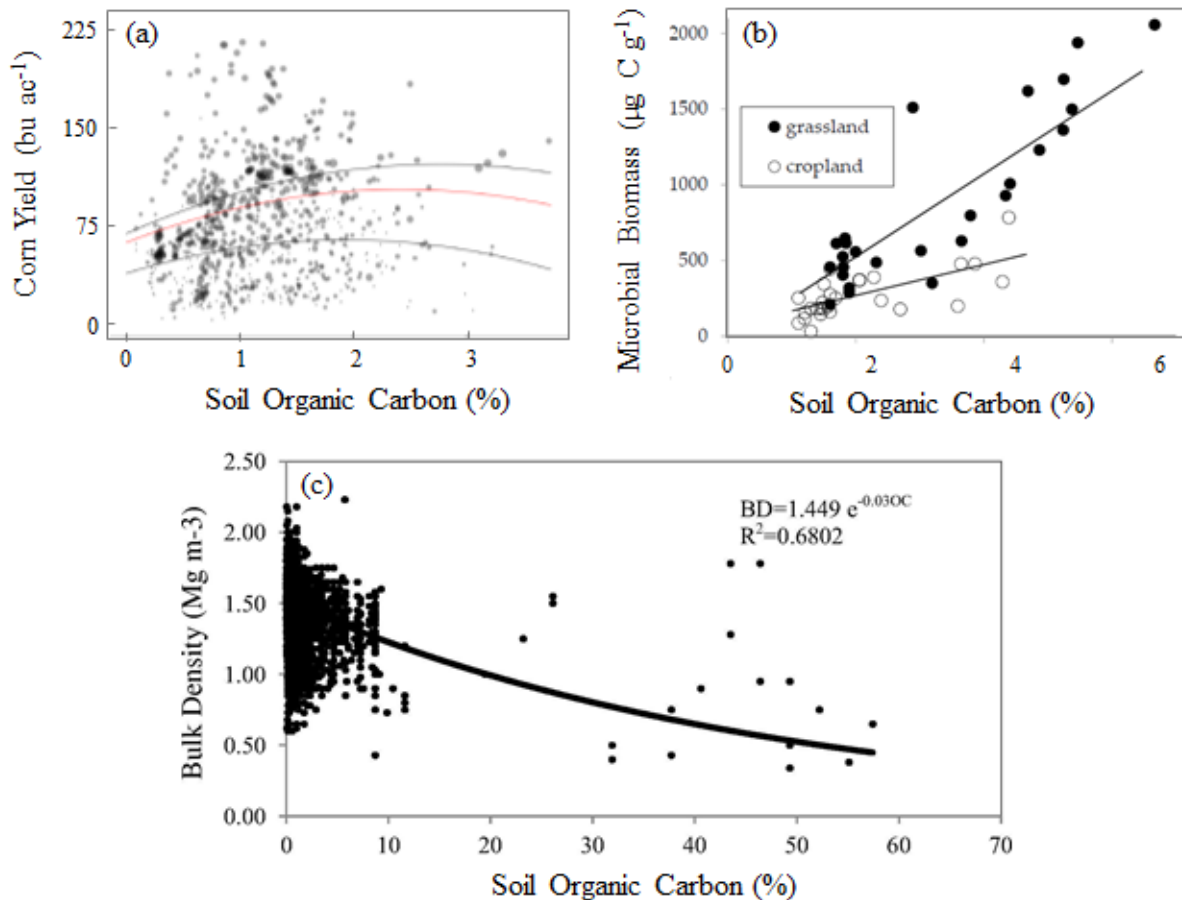 (a)
Corn Yield (bu ac⁻¹)
225
150
75
0
0 1 2 3
Soil Organic Carbon (%)
(b)
Microbial Biomass (µg C g⁻¹)
2000
1500
1000
500
0
grassland
cropland
0 2 4 6
Soil Organic Carbon (%)
(c)
Bulk Density (Mg m-3)
2.50
2.00
1.50
1.00
0.50
0.00
BD=1.449 e⁻⁰·⁰³ᴼC
R²=0.6802
0 10 20 30 40 50 60 70
Soil Organic Carbon (%)